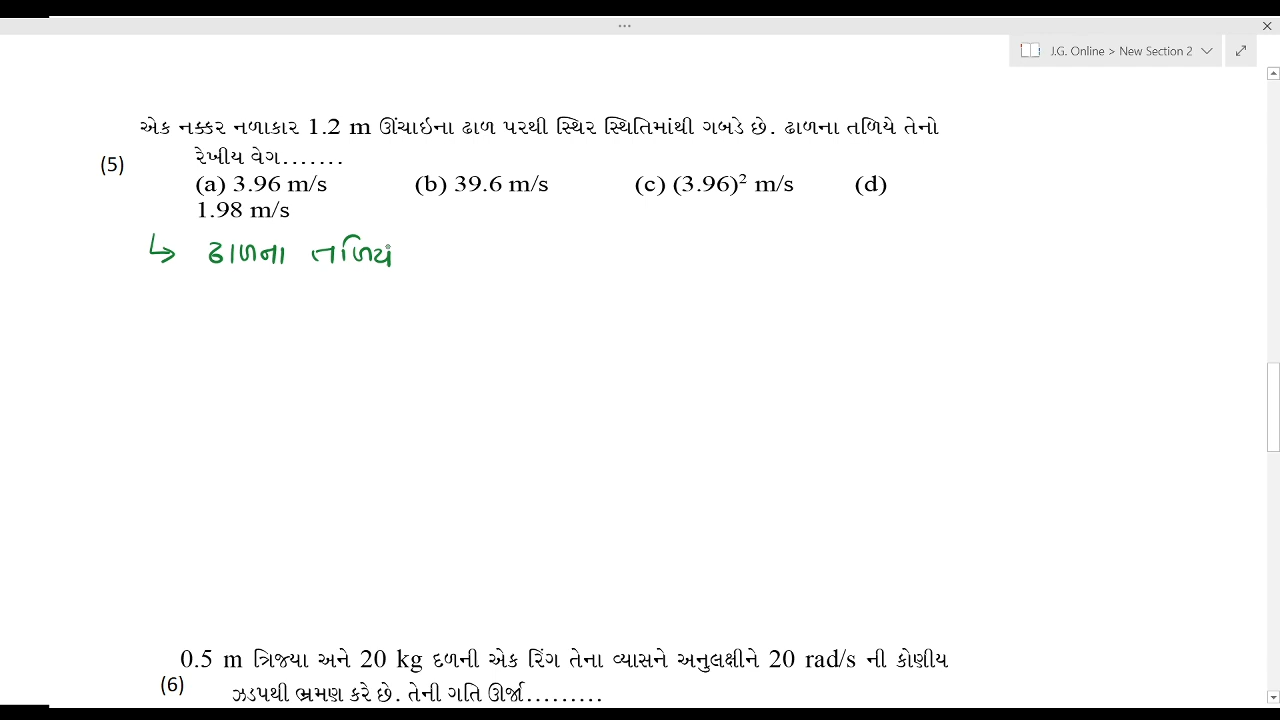 J.G. Online > New Section 2
એક નક્કર નળાકાર 1.2 m ઊંચાઇના ઢાળ પરથી સ્થિર સ્થિતિમાંથી ગબડે છે. ઢાળના તળિયે તેનો
(5) રેખીય વેગ.......
(a) 3.96 m/s (b) 39.6 m/s (c) (3.96)² m/s (d)
1.98 m/s
ઢાળના તળિયે
0.5 m ત્રિજ્યા અને 20 kg દળની એક રિંગ તેના વ્યાસને અનુલક્ષીને 20 rad/s ની કોણીય
(6) ઝડપથી ભ્રમણ કરે છે. તેની ગતિ ઊર્જા.........